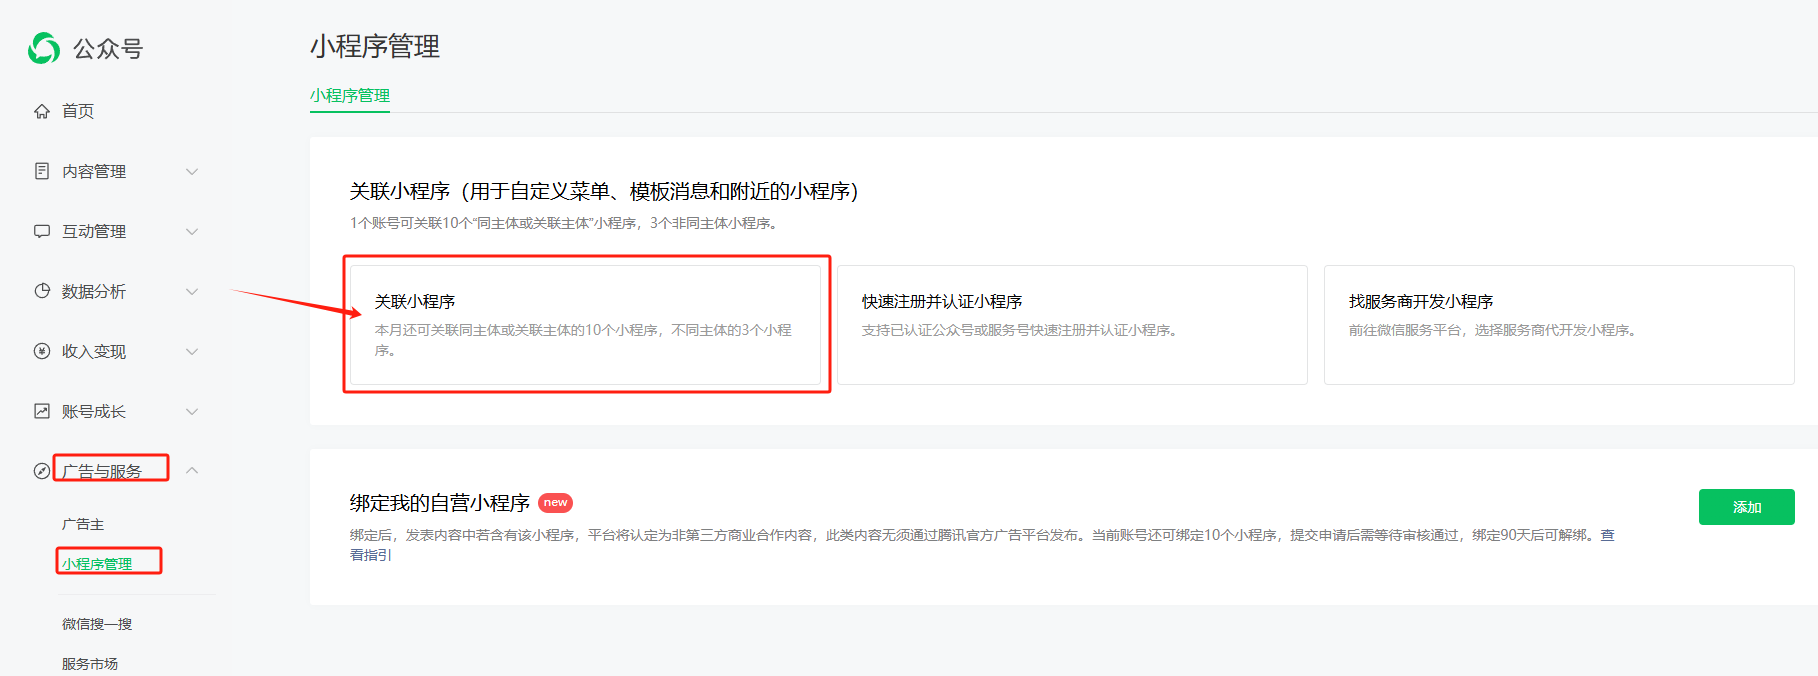 公众号
首页
内容管理
互动管理
数据分析
收入变现
账号成长
广告与服务
广告主
小程序管理
微信搜一搜
服务市场
小程序管理
小程序管理
关联小程序（用于自定义菜单、模板消息和附近的小程序）
1个账号可关联10个“同主体或关联主体”小程序，3个非同主体小程序。
关联小程序
本月还可关联同主体或关联主体的10个小程序，不同主体的3个小程
序。
快速注册并认证小程序
支持已认证公众号或服务号快速注册并认证小程序。
找服务商开发小程序
前往微信服务平台，选择服务商代开发小程序。
绑定我的自营小程序 new
绑定后，发表内容中若含有该小程序，平台将认定为非第三方商业合作内容，此类内容无须通过腾讯官方广告平台发布。当前账号还可绑定10个小程序，提交申请后需等待审核通过，绑定90天后可解绑。查
看指引
添加